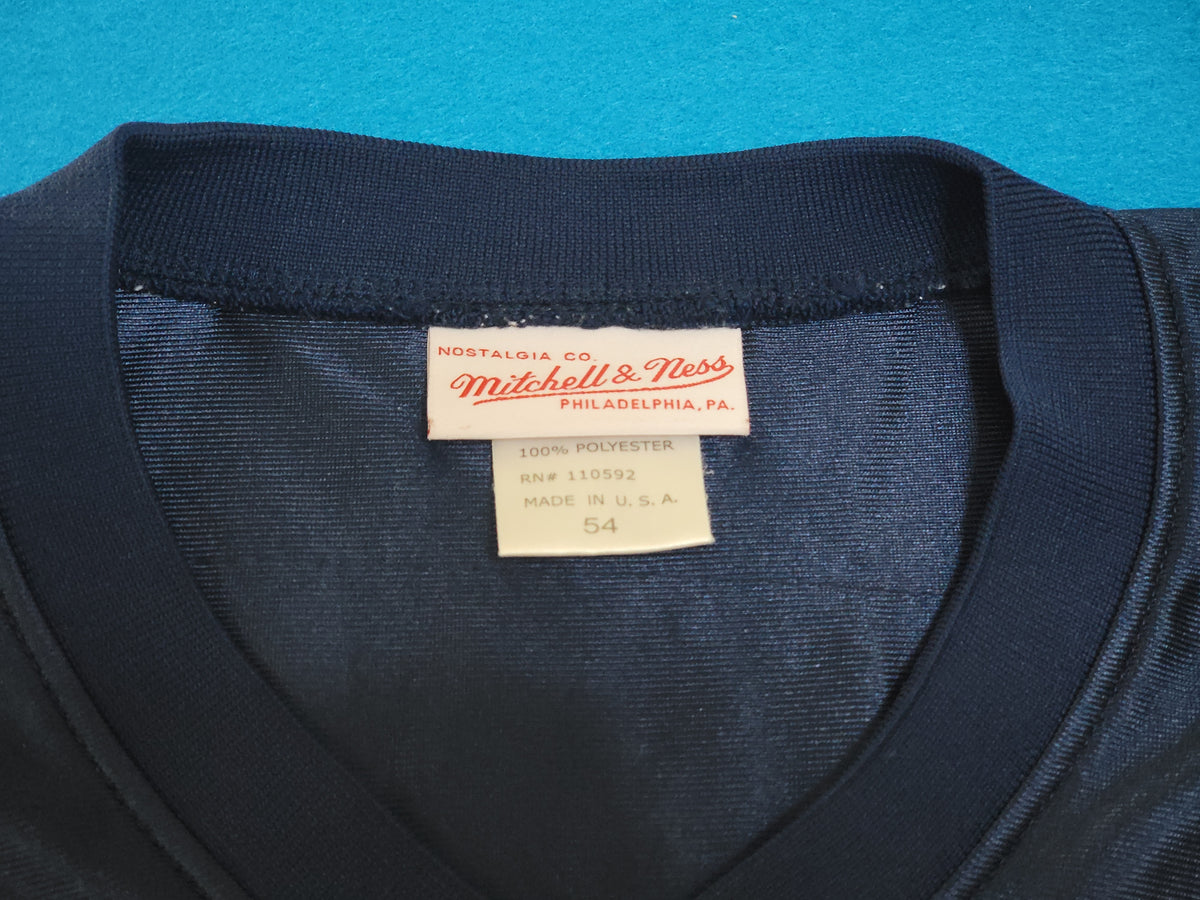 NOSTALGIA CO.
Mitchell & Ness
PHILADELPHIA, PA.
100% POLYESTER
RN# 110592
MADE IN U.S.A.
54